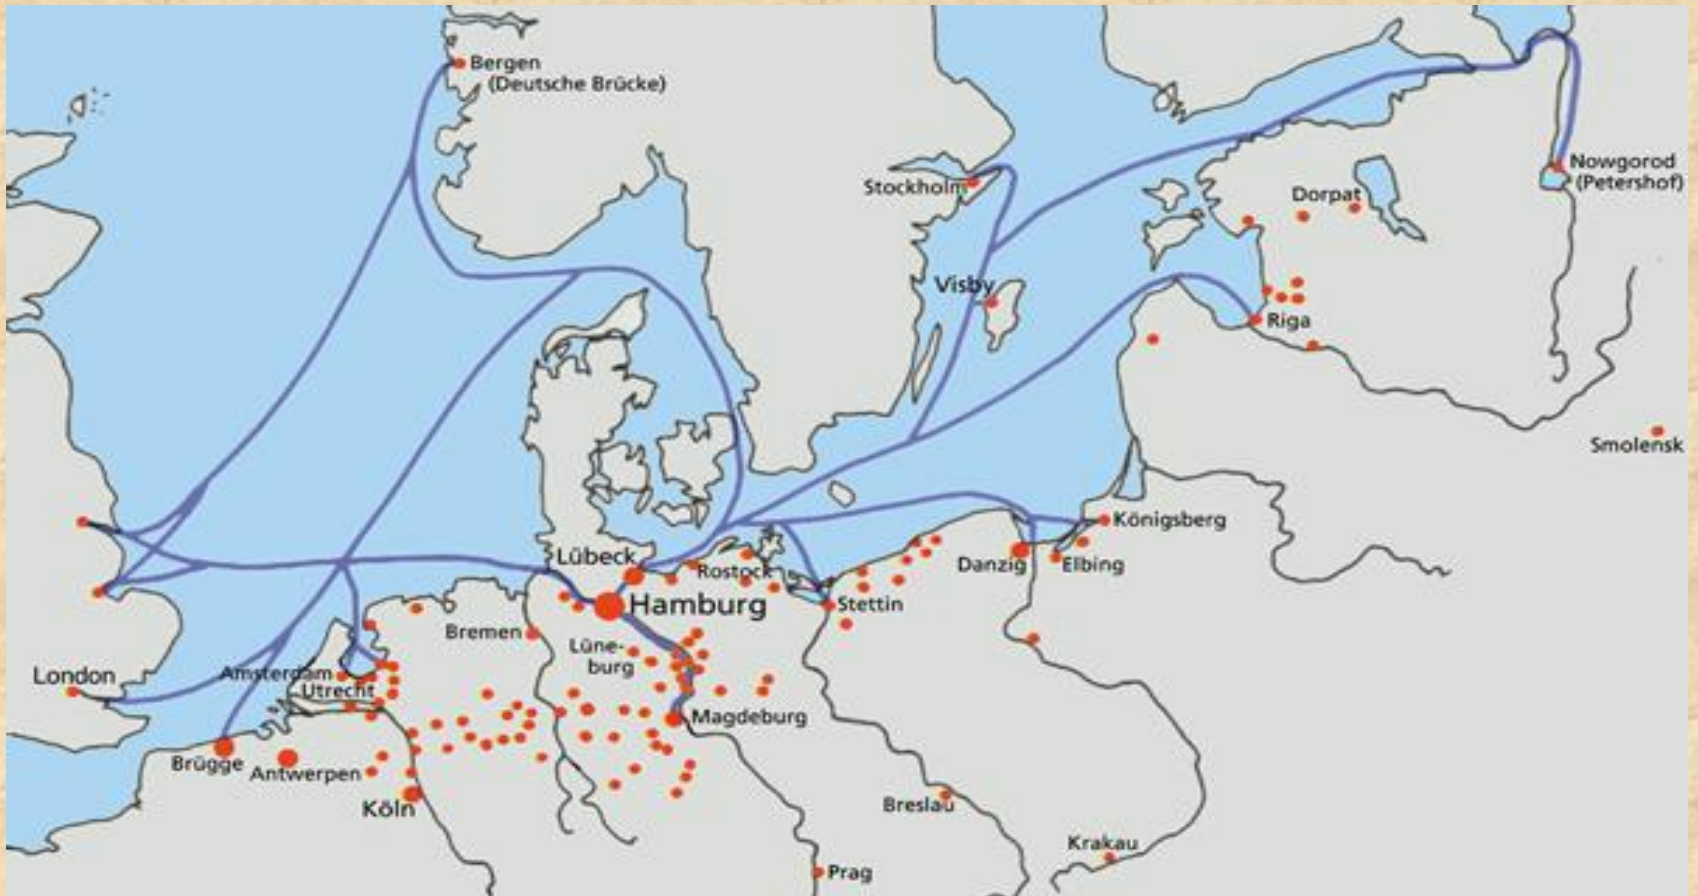 Bergen
(Deutsche Brücke)
Nowgorod
(Petershof)
Stockholm
Dorpat
Visby
Riga
Smolensk
Königsberg
Lübeck
Rostock
Danzig
Elbing
Hamburg
Stettin
Bremen
Lüne-
burg
London
Amsterdam
Utrecht
Magdeburg
Brügge
Antwerpen
Köln
Breslau
Krakau
Prag